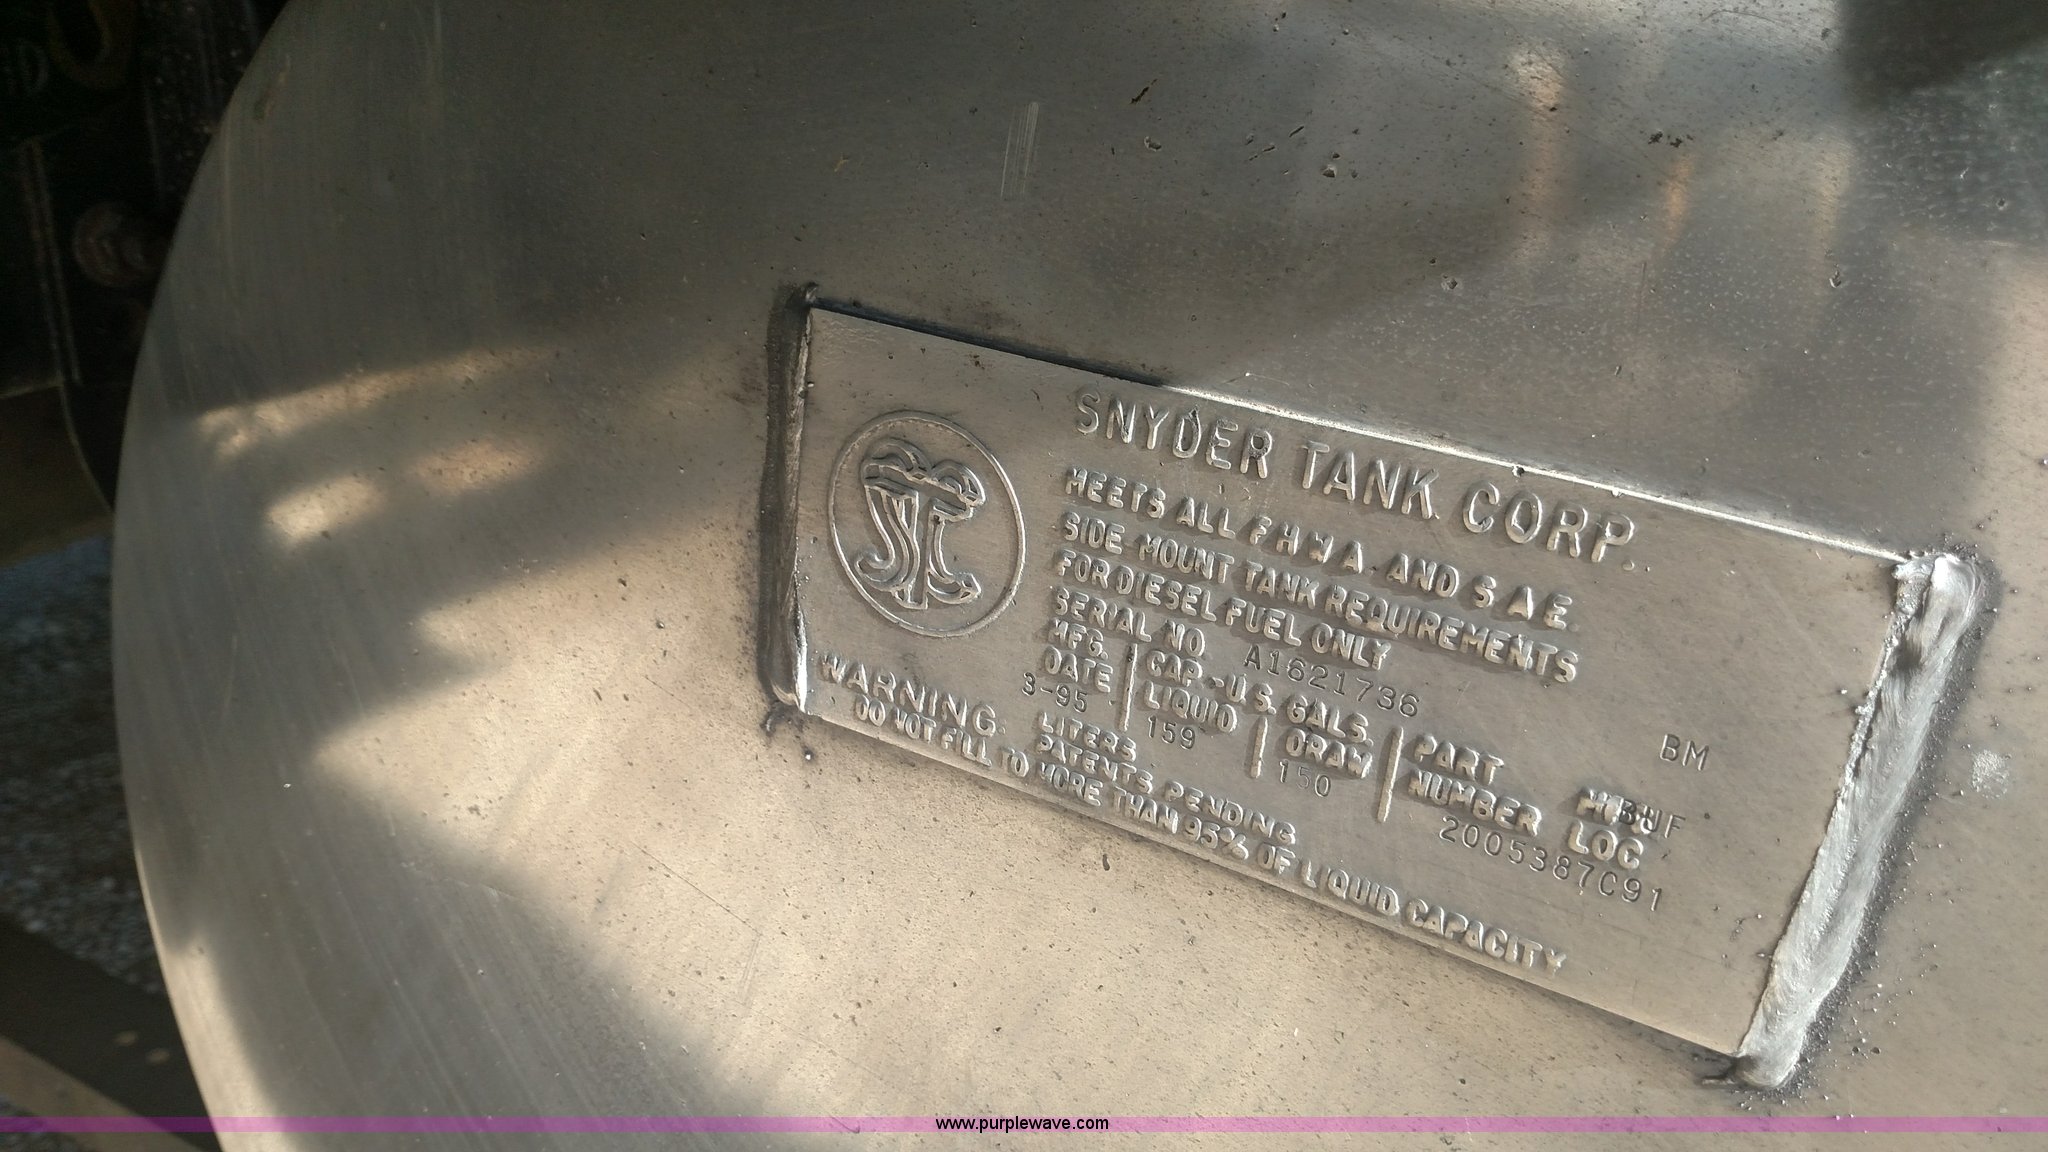 STC
SNYDER TANK CORP.
MEETS ALL F H W A AND S A E
SIDE MOUNT TANK REQUIREMENTS
FOR DIESEL FUEL ONLY
SERIAL NO. A1621736
BM
MFG. DATE 3-95
CAP. - U.S. GALS.
LIQUID 159
DRAW 150
LITERS
PART NUMBER 2005387C91
LOC
PATENTS PENDING
WARNING:
DO NOT FILL TO MORE THAN 95% OF LIQUID CAPACITY
www.purplewave.com